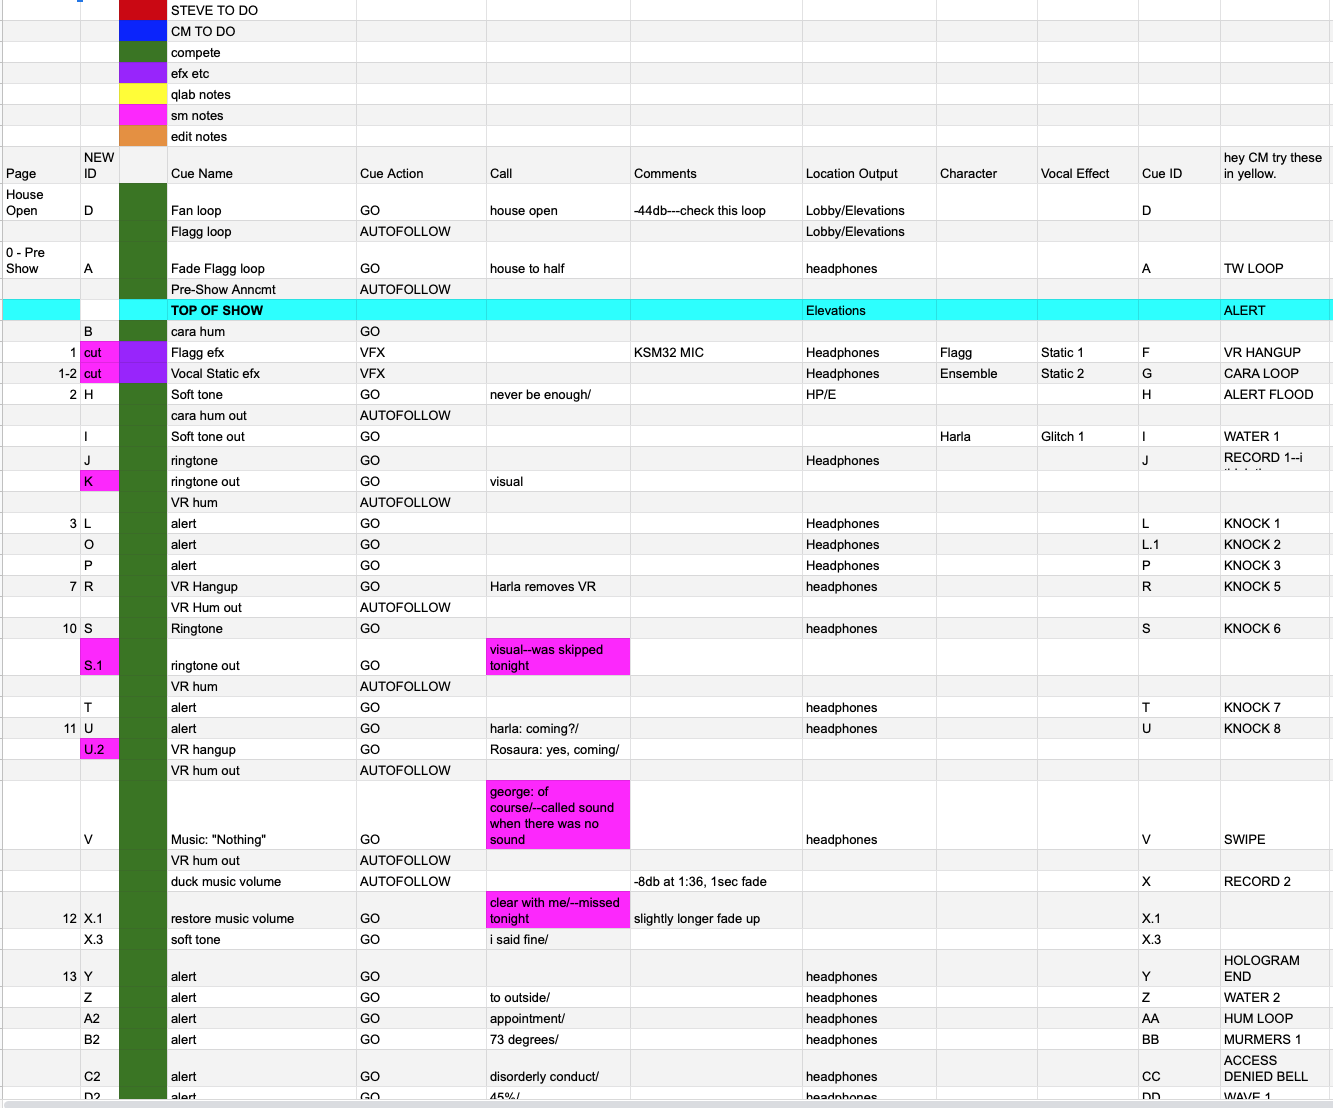 STEVE TO DO
CM TO DO
compete
efx etc
qlab notes
sm notes
edit notes
Page NEW ID Cue Name Cue Action Call Comments Location Output Character Vocal Effect Cue ID hey CM try these in yellow.
House Open D Fan loop GO house open -44db---check this loop Lobby/Elevations D
Flagg loop AUTOFOLLOW Lobby/Elevations
0 - Pre Show A Fade Flagg loop GO house to half headphones A TW LOOP
Pre-Show Anncmt AUTOFOLLOW
TOP OF SHOW Elevations ALERT
B cara hum GO
1 cut Flagg efx VFX KSM32 MIC Headphones Flagg Static 1 F VR HANGUP
1-2 cut Vocal Static efx VFX Headphones Ensemble Static 2 G CARA LOOP
2 H Soft tone GO never be enough/ HP/E H ALERT FLOOD
cara hum out AUTOFOLLOW
I Soft tone out GO Harla Glitch 1 I WATER 1
J ringtone GO Headphones J RECORD 1--i
K ringtone out GO visual
VR hum AUTOFOLLOW
3 L alert GO Headphones L KNOCK 1
O alert GO Headphones L.1 KNOCK 2
P alert GO Headphones P KNOCK 3
7 R VR Hangup GO Harla removes VR headphones R KNOCK 5
VR Hum out AUTOFOLLOW
10 S Ringtone GO headphones S KNOCK 6
S.1 ringtone out GO visual--was skipped tonight
VR hum AUTOFOLLOW
T alert GO headphones T KNOCK 7
11 U alert GO harla: coming?/ headphones U KNOCK 8
U.2 VR hangup GO Rosaura: yes, coming/
VR hum out AUTOFOLLOW
V Music: "Nothing" GO george: of course/--called sound when there was no sound headphones V SWIPE
VR hum out AUTOFOLLOW
duck music volume AUTOFOLLOW -8db at 1:36, 1sec fade X RECORD 2
12 X.1 restore music volume GO clear with me/--missed tonight slightly longer fade up X.1
X.3 soft tone GO i said fine/ X.3
13 Y alert GO headphones Y HOLOGRAM END
Z alert GO to outside/ headphones Z WATER 2
A2 alert GO appointment/ headphones AA HUM LOOP
B2 alert GO 73 degrees/ headphones BB MURMERS 1
C2 alert GO disorderly conduct/ headphones CC ACCESS DENIED BELL
D2 alert GO 45%/ headphones DD WAVE 1